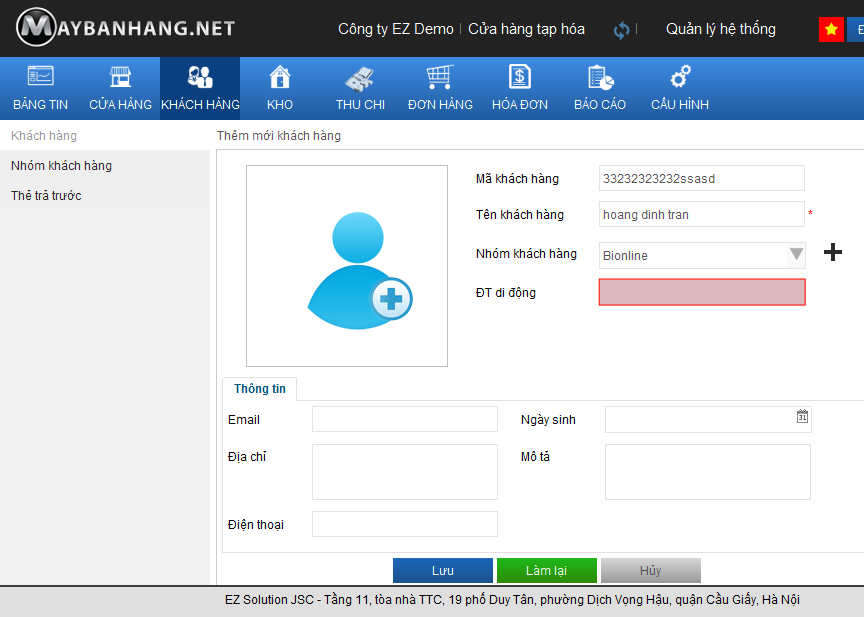 MAYBANHANG.NET
Công ty EZ Demo | Cửa hàng tạp hóa | Quản lý hệ thống
BẢNG TIN CỬA HÀNG KHÁCH HÀNG KHO THU CHI ĐƠN HÀNG HÓA ĐƠN BÁO CÁO CẤU HÌNH
Khách hàng
Thêm mới khách hàng
Nhóm khách hàng
Thẻ trả trước
Mã khách hàng 33232323232ssasd
Tên khách hàng hoang dinh tran *
Nhóm khách hàng Bionline
ĐT di động
Thông tin
Email
Ngày sinh 31
Địa chỉ
Mô tả
Điện thoại
Lưu Làm lại Hủy
EZ Solution JSC - Tầng 11, tòa nhà TTC, 19 phố Duy Tân, phường Dịch Vọng Hậu, quận Cầu Giấy, Hà Nội